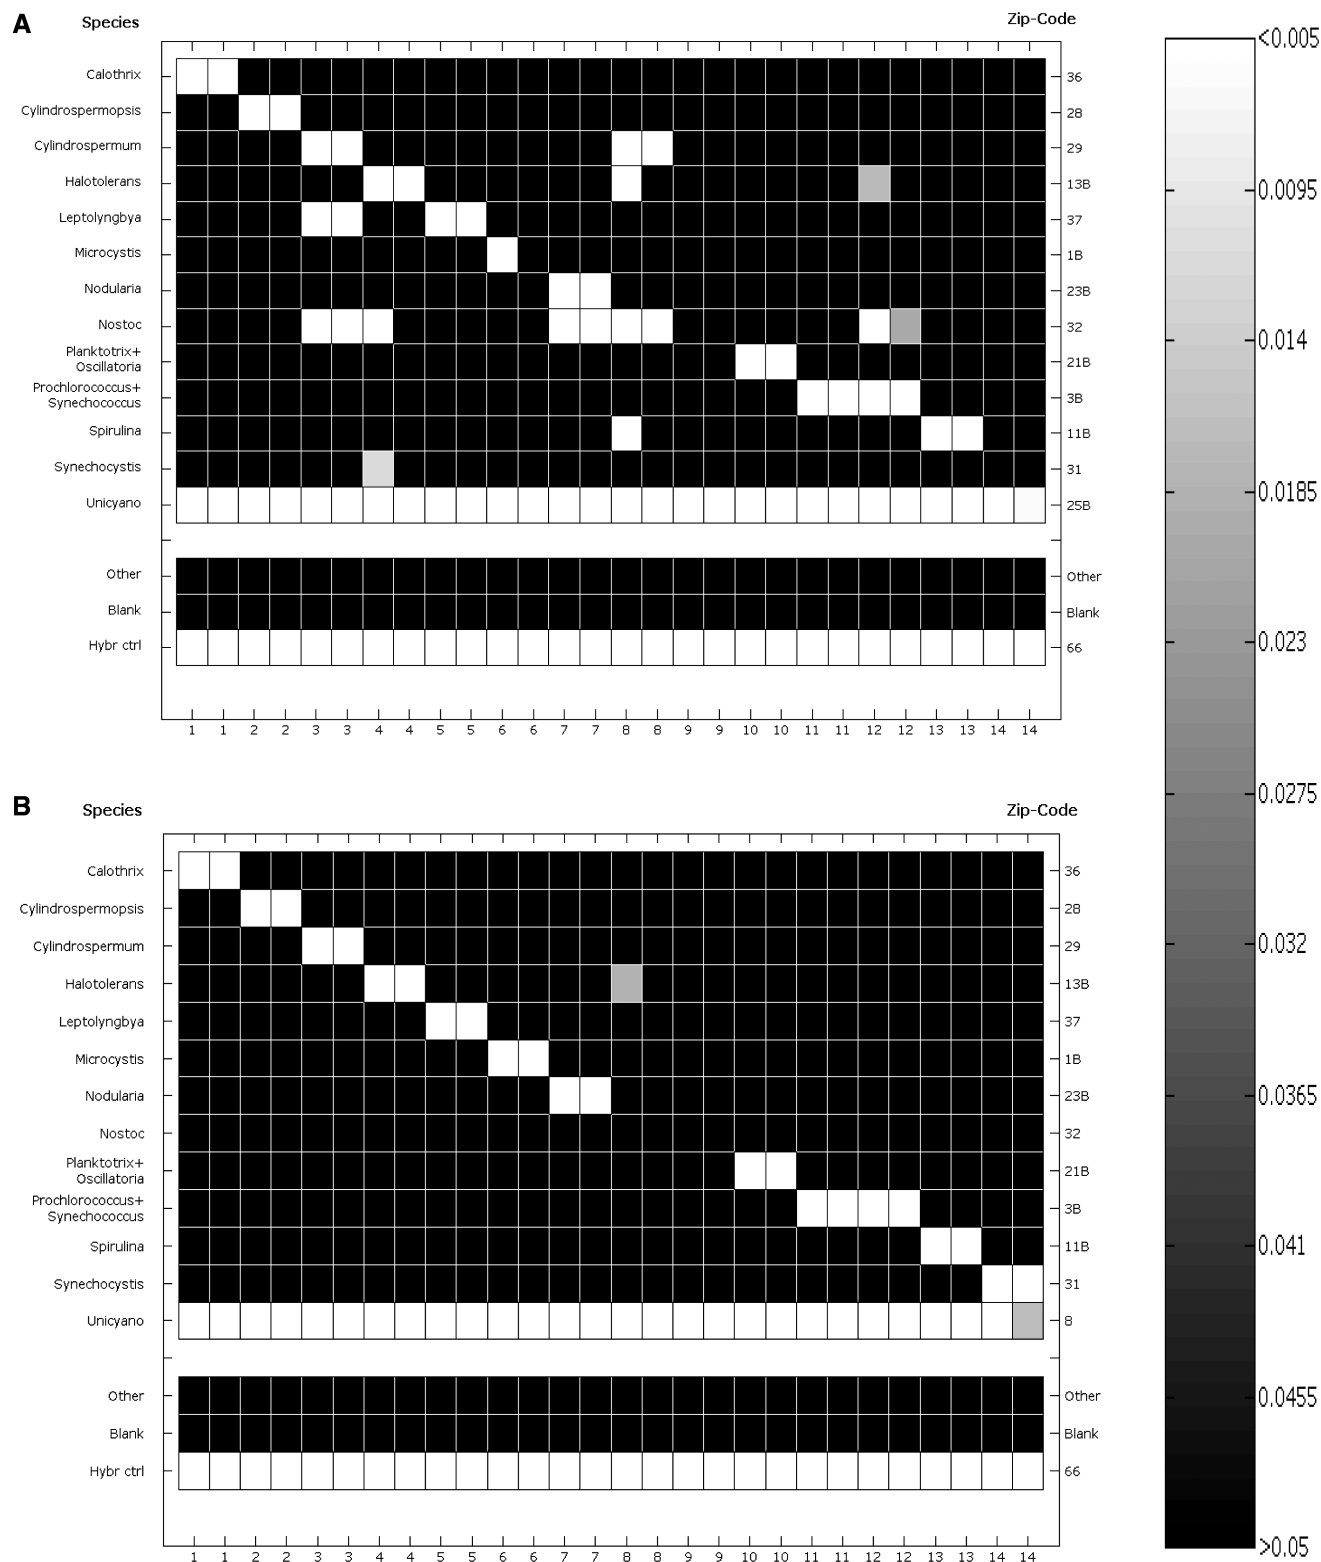 A
Species
Zip-Code
Calothrix 36
Cylindrospermopsis 28
Cylindrospermum 29
Halotolerans 13B
Leptolyngbya 37
Microcystis 1B
Nodularia 23B
Nostoc 32
Planktotrix+
Oscillatoria 21B
Prochlorococcus+
Synechococcus 3B
Spirulina 11B
Synechocystis 31
Unicyano 25B
Other Other
Blank Blank
Hybr ctrl 66
1 1 2 2 3 3 4 4 5 5 6 6 7 7 8 8 9 9 10 10 11 11 12 12 13 13 14 14
B
Species
Zip-Code
Calothrix 36
Cylindrospermopsis 28
Cylindrospermum 29
Halotolerans 13B
Leptolyngbya 37
Microcystis 1B
Nodularia 23B
Nostoc 32
Planktotrix+
Oscillatoria 21B
Prochlorococcus+
Synechococcus 3B
Spirulina 11B
Synechocystis 31
Unicyano 8
Other Other
Blank Blank
Hybr ctrl 66
1 1 2 2 3 3 4 4 5 5 6 6 7 7 8 8 9 9 10 10 11 11 12 12 13 13 14 14
<0.005
0.0095
0.014
0.0185
0.023
0.0275
0.032
0.0365
0.041
0.0455
>0.05